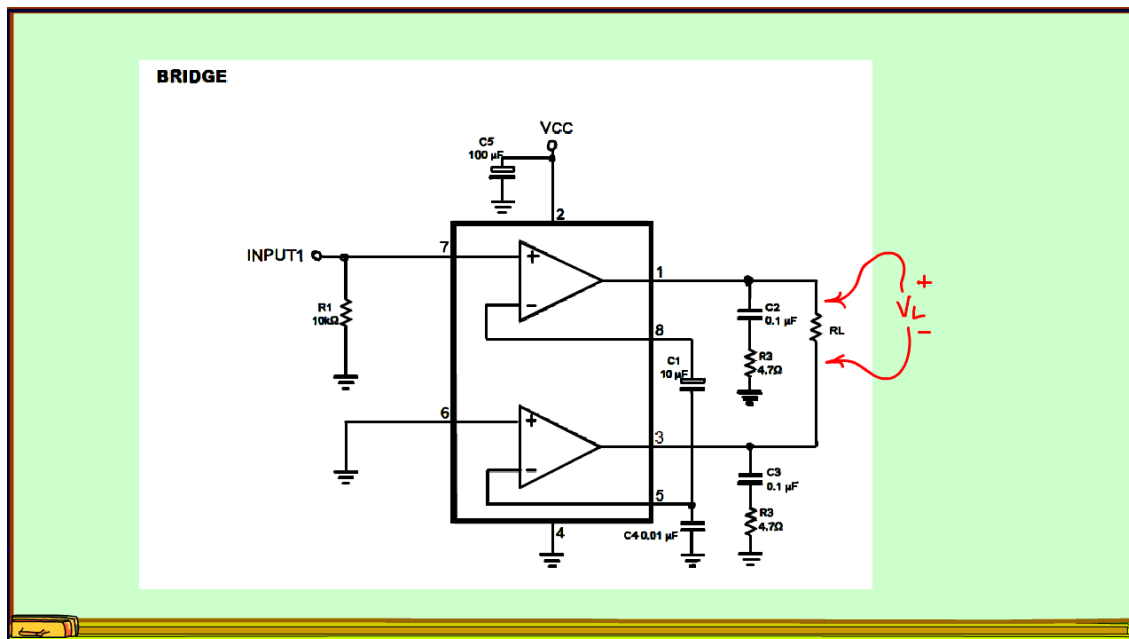 BRIDGE
VCC
C5
100 µF
2
INPUT1
7
+
1
R1
10kΩ
−
8
C2
0.1 µF
R3
4.7Ω
RL
+
VL
−
C1
10 µF
6
+
3
−
5
C3
0.1 µF
R3
4.7Ω
4
C4 0.01 µF